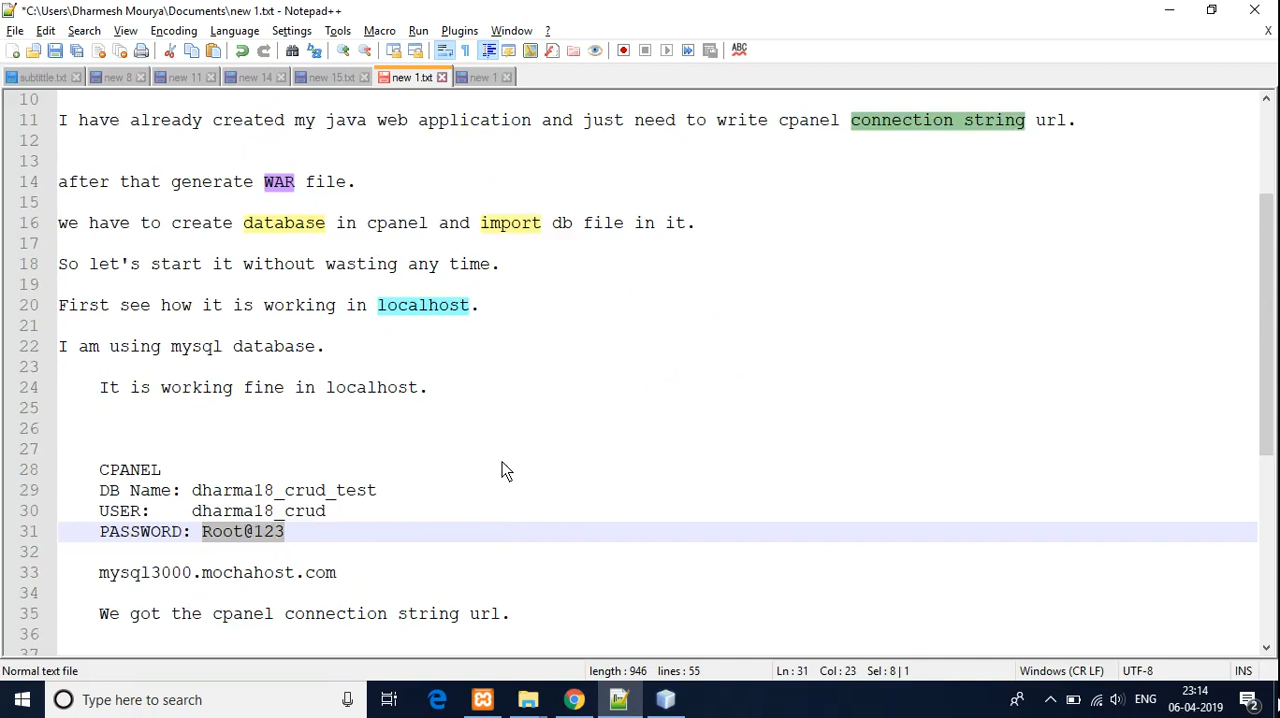 *C:\Users\Dharmesh Mourya\Documents\new 1.txt - Notepad++
File Edit Search View Encoding Language Settings Tools Macro Run Plugins Window ? X
ABC
subtittle.txt new 8 new 11 new 14 new 15.txt new 1.txt new 1
10
11 I have already created my java web application and just need to write cpanel connection string url.
12
13
14 after that generate WAR file.
15
16 we have to create database in cpanel and import db file in it.
17
18 So let's start it without wasting any time.
19
20 First see how it is working in localhost.
21
22 I am using mysql database.
23
24 It is working fine in localhost.
25
26
27
28 CPANEL
29 DB Name: dharma18_crud_test
30 USER: dharma18_crud
31 PASSWORD: Root@123
32
33 mysql3000.mochahost.com
34
35 We got the cpanel connection string url.
36
37
Normal text file length : 946 lines : 55 Ln : 31 Col : 23 Sel : 8 | 1 Windows (CR LF) UTF-8 INS
Type here to search ENG 23:14 06-04-2019 2